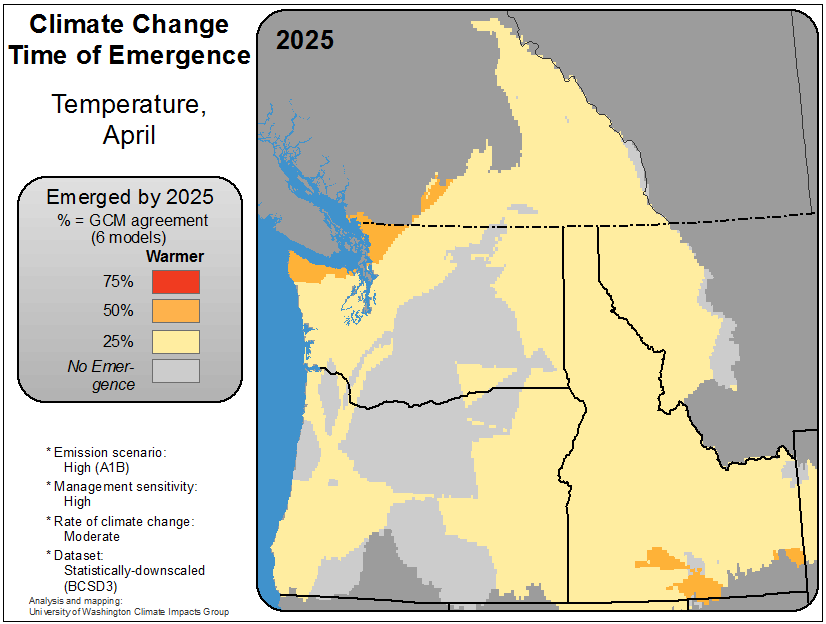 Climate Change
Time of Emergence
Temperature,
April
Emerged by 2025
% = GCM agreement
(6 models)
Warmer
75%
50%
25%
No Emer-
gence
* Emission scenario:
High (A1B)
* Management sensitivity:
High
* Rate of climate change:
Moderate
* Dataset:
Statistically-downscaled
(BCSD3)
Analysis and mapping:
University of Washington Climate Impacts Group
2025